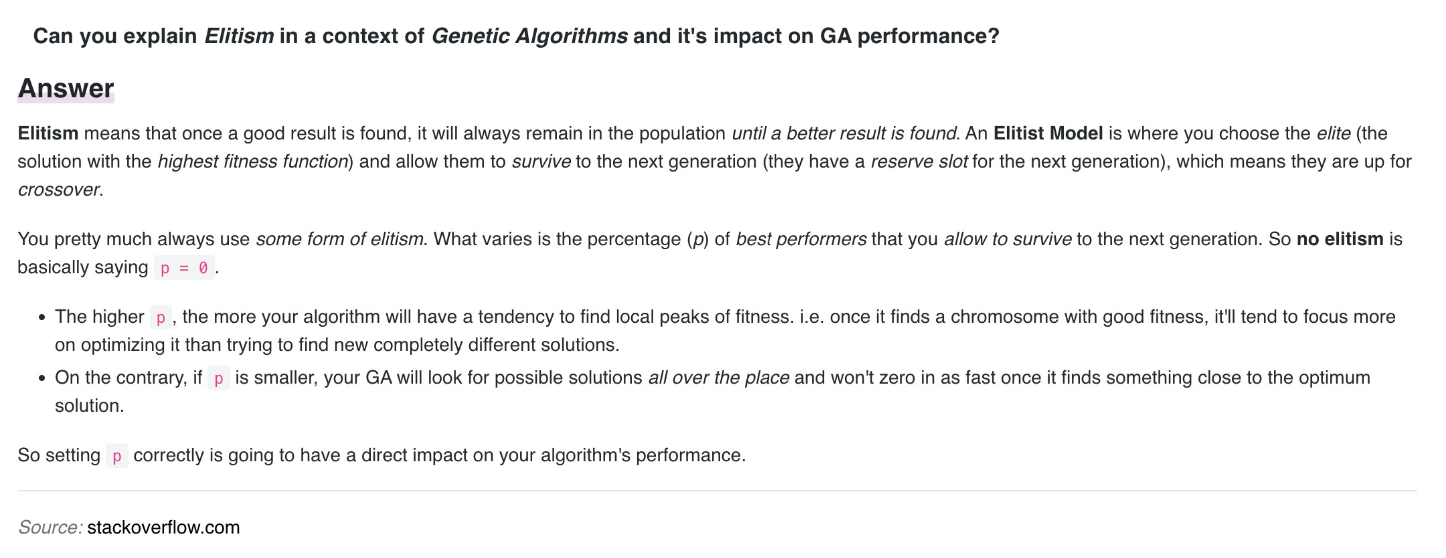 Can you explain Elitism in a context of Genetic Algorithms and it's impact on GA performance?
Answer
Elitism means that once a good result is found, it will always remain in the population until a better result is found. An Elitist Model is where you choose the elite (the
solution with the highest fitness function) and allow them to survive to the next generation (they have a reserve slot for the next generation), which means they are up for
crossover.
You pretty much always use some form of elitism. What varies is the percentage (p) of best performers that you allow to survive to the next generation. So no elitism is
basically saying p = 0.
• The higher p, the more your algorithm will have a tendency to find local peaks of fitness. i.e. once it finds a chromosome with good fitness, it'll tend to focus more
on optimizing it than trying to find new completely different solutions.
• On the contrary, if p is smaller, your GA will look for possible solutions all over the place and won't zero in as fast once it finds something close to the optimum
solution.
So setting p correctly is going to have a direct impact on your algorithm's performance.
Source: stackoverflow.com